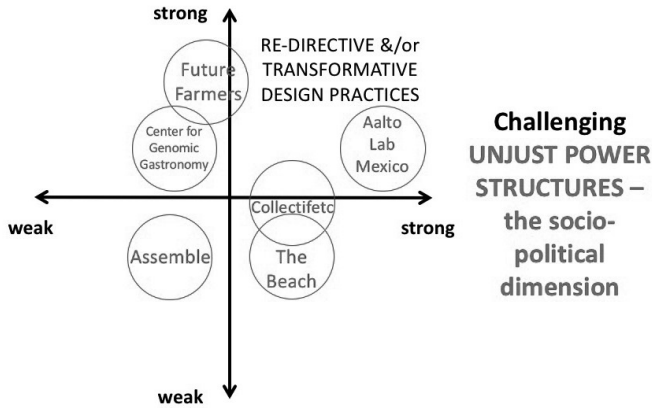 strong
RE-DIRECTIVE &/or
TRANSFORMATIVE
DESIGN PRACTICES
Future
Farmers
Center for
Genomic
Gastronomy
Aalto
Lab
Mexico
Challenging
UNJUST POWER
STRUCTURES –
the socio-
political
dimension
weak
Collectifetc
strong
Assemble
The
Beach
weak